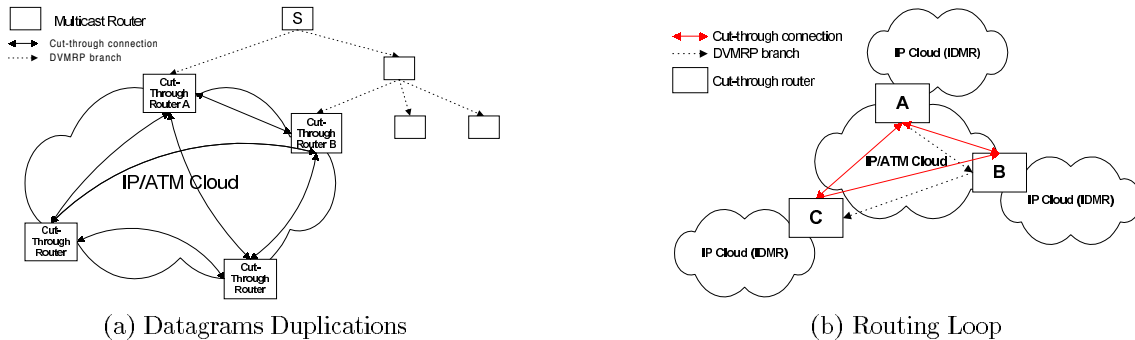 Multicast Router
Cut-through connection
DVMRP branch
S
Cut-
Through
Router A
Cut-
Through
Router B
IP/ATM Cloud
Cut-
Through
Router
Cut-
Through
Router
(a) Datagrams Duplications
Cut-through connection
DVMRP branch
Cut-through router
IP Cloud (IDMR)
A
IP/ATM Cloud
B
IP Cloud (IDMR)
C
IP Cloud (IDMR)
(b) Routing Loop